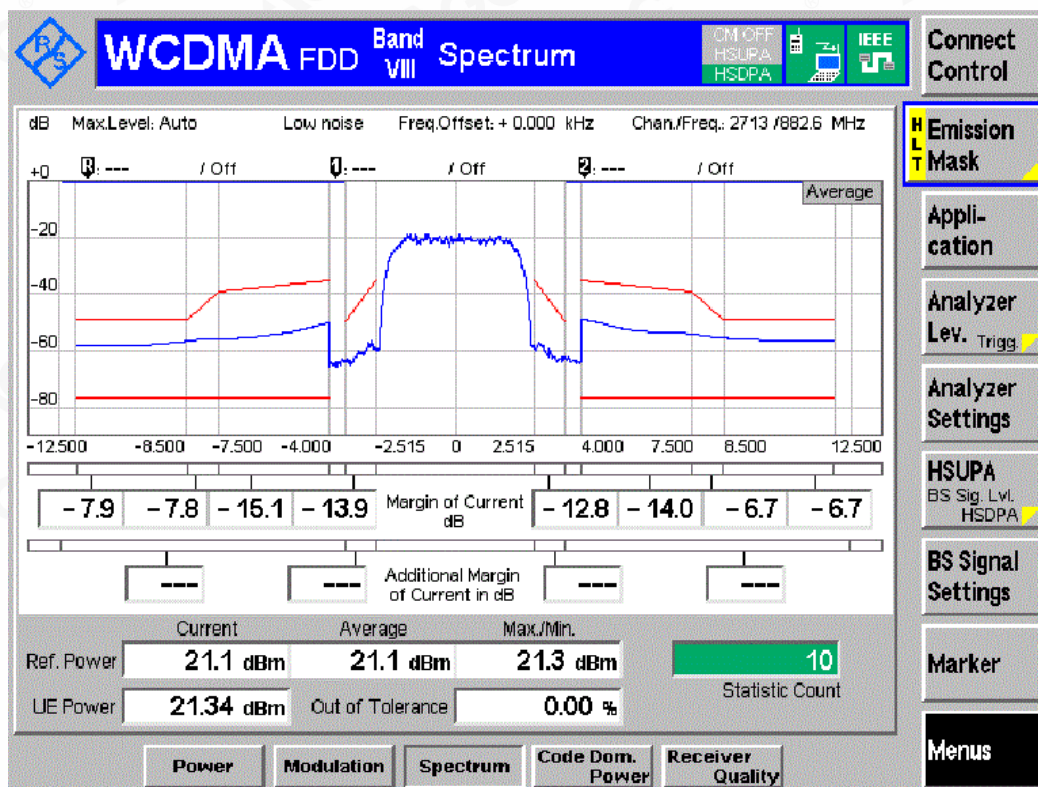 R S
WCDMA FDD Band VIII Spectrum
CM OFF
HSUPA
HSDPA
IEEE
dB Max.Level: Auto Low noise Freq.Offset: + 0.000 kHz Chan./Freq.: 2713 /882.6 MHz
R: --- / Off 1: --- / Off 2: --- / Off
Average
+0
-20
-40
-60
-80
-12.500 -8.500 -7.500 -4.000 -2.515 0 2.515 4.000 7.500 8.500 12.500
-7.9 -7.8 -15.1 -13.9 Margin of Current dB -12.8 -14.0 -6.7 -6.7
--- --- Additional Margin of Current in dB --- ---
Current Average Max./Min.
Ref. Power 21.1 dBm 21.1 dBm 21.3 dBm 10
Statistic Count
UE Power 21.34 dBm Out of Tolerance 0.00 %
Power Modulation Spectrum Code Dom. Power Receiver Quality
Connect
Control
HLT
Emission
Mask
Appli-
cation
Analyzer
Lev. Trigg.
Analyzer
Settings
HSUPA
BS Sig. Lvl.
HSDPA
BS Signal
Settings
Marker
Menus